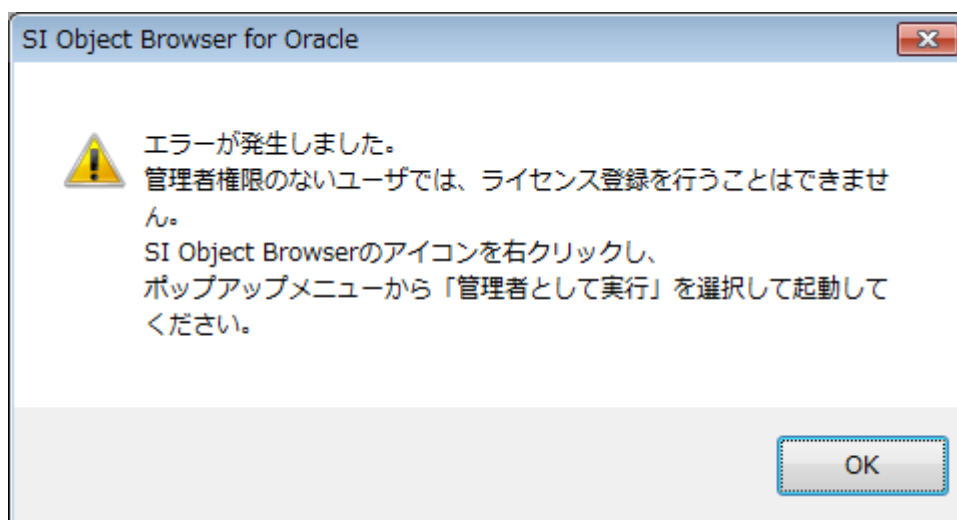 SI Object Browser for Oracle
エラーが発生しました。
管理者権限のないユーザでは、ライセンス登録を行うことはできませ
ん。
SI Object Browserのアイコンを右クリックし、
ポップアップメニューから「管理者として実行」を選択して起動して
ください。
OK